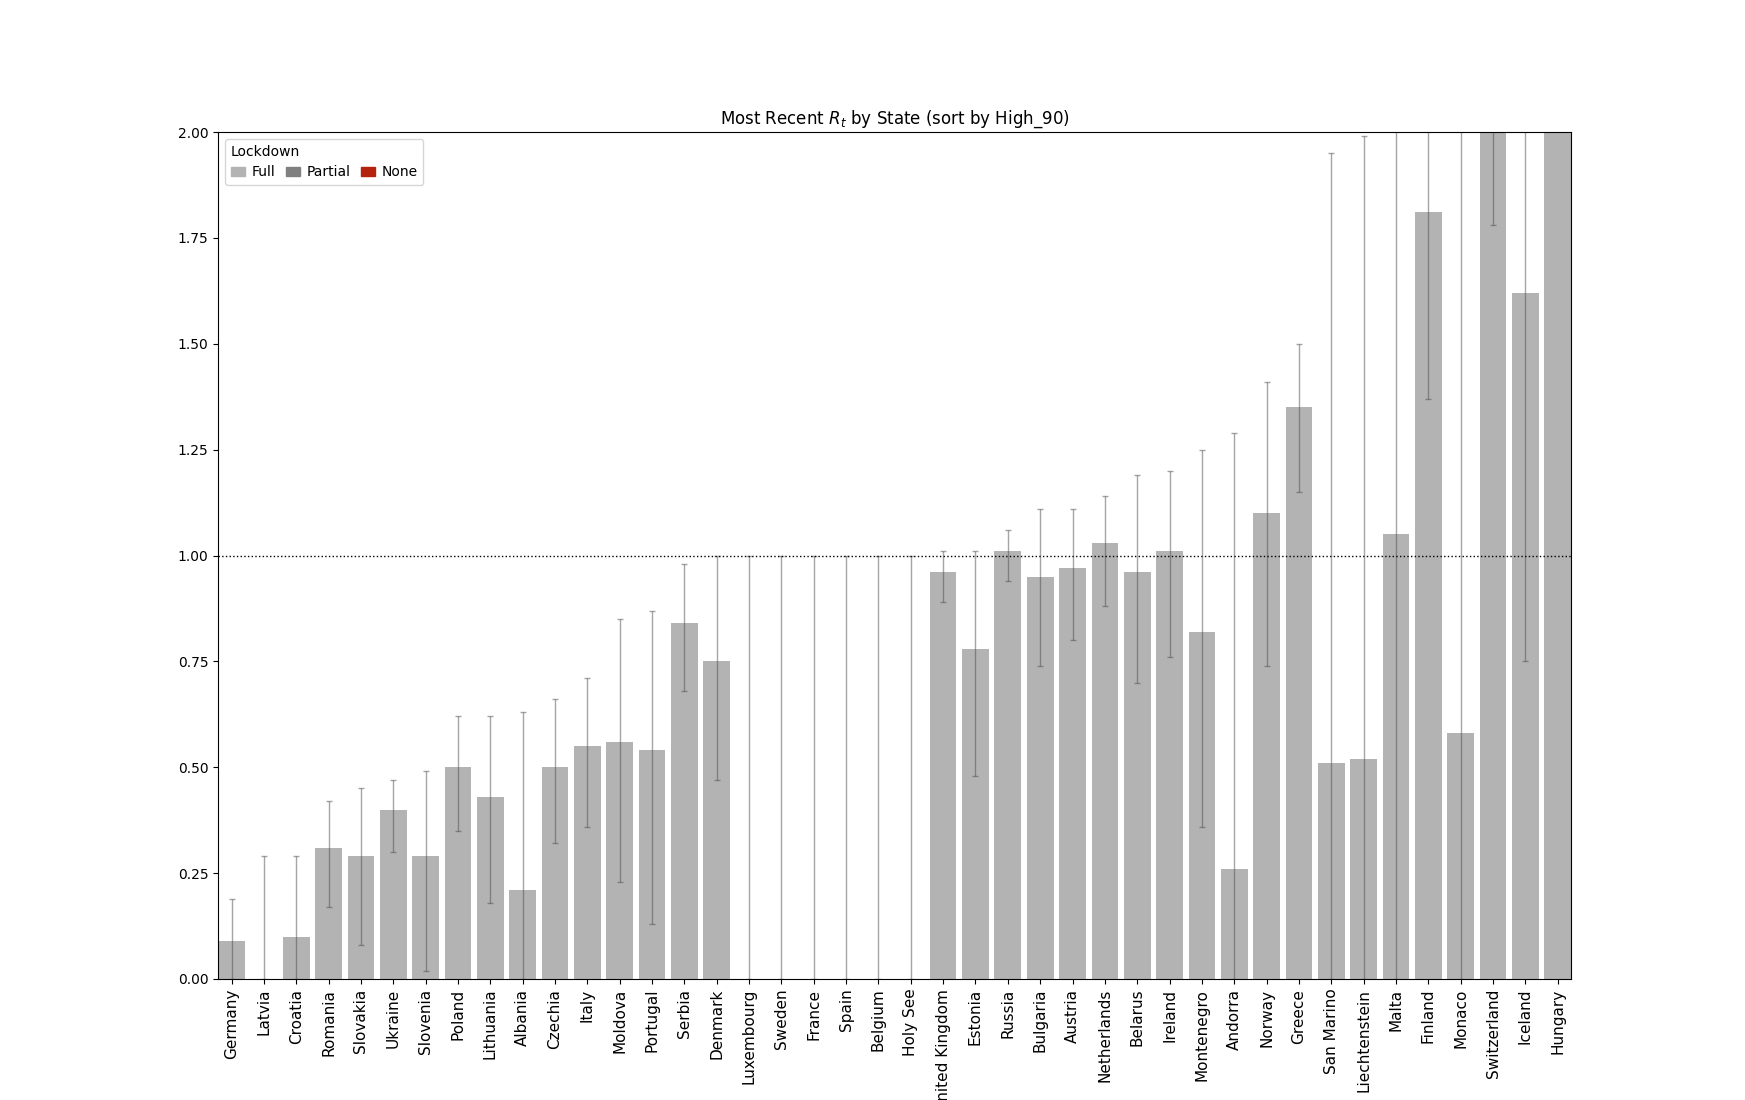 Most Recent R_t by State (sort by High_90)
Lockdown
Full Partial None
2.00
1.75
1.50
1.25
1.00
0.75
0.50
0.25
0.00
Germany
Latvia
Croatia
Romania
Slovakia
Ukraine
Slovenia
Poland
Lithuania
Albania
Czechia
Italy
Moldova
Portugal
Serbia
Denmark
Luxembourg
Sweden
France
Spain
Belgium
Holy See
nited Kingdom
Estonia
Russia
Bulgaria
Austria
Netherlands
Belarus
Ireland
Montenegro
Andorra
Norway
Greece
San Marino
Liechtenstein
Malta
Finland
Monaco
Switzerland
Iceland
Hungary